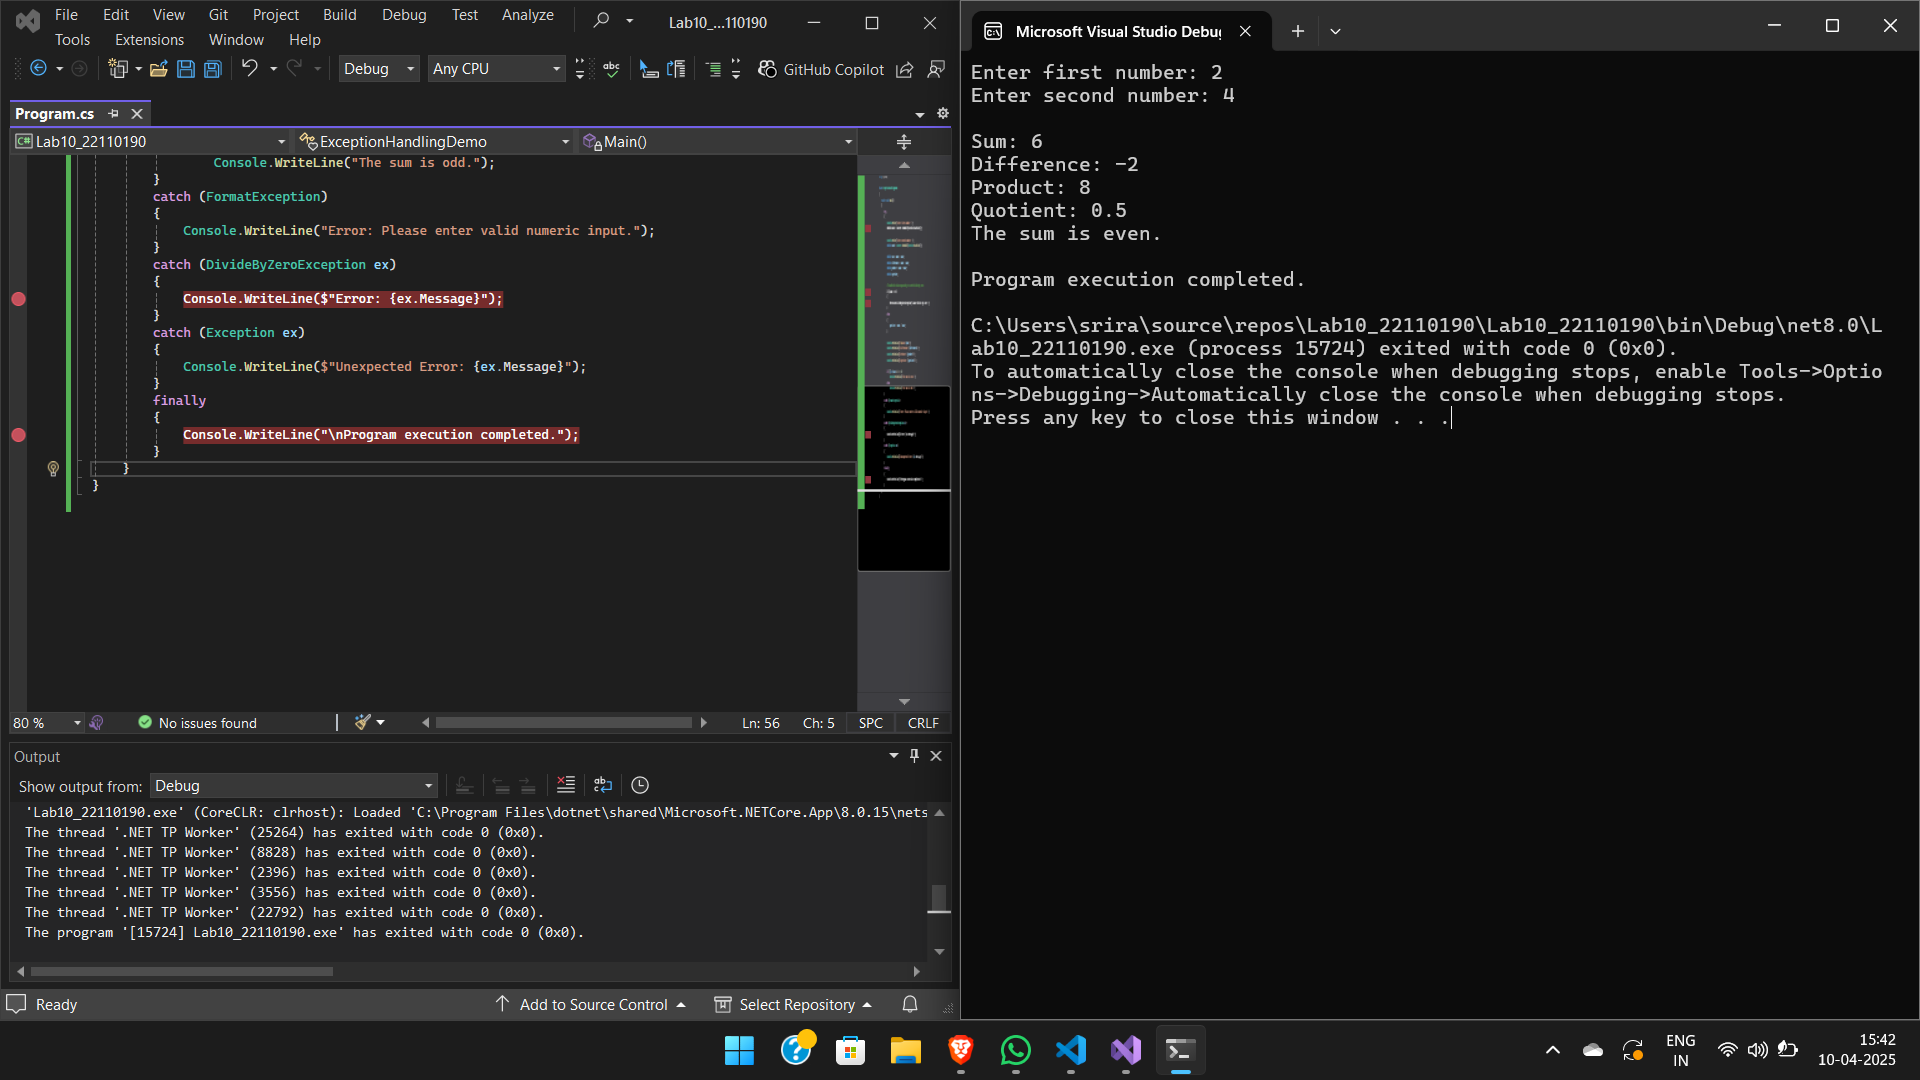 File Edit View Git Project Build Debug Test Analyze Lab10_...110190
Tools Extensions Window Help
Debug Any CPU abc GitHub Copilot
Program.cs
C# Lab10_22110190 ExceptionHandlingDemo Main()
Console.WriteLine("The sum is odd.");
}
catch (FormatException)
{
Console.WriteLine("Error: Please enter valid numeric input.");
}
catch (DivideByZeroException ex)
{
Console.WriteLine($"Error: {ex.Message}");
}
catch (Exception ex)
{
Console.WriteLine($"Unexpected Error: {ex.Message}");
}
finally
{
Console.WriteLine("\nProgram execution completed.");
}
}
}
80 % No issues found Ln: 56 Ch: 5 SPC CRLF
Output
Show output from: Debug
'Lab10_22110190.exe' (CoreCLR: clrhost): Loaded 'C:\Program Files\dotnet\shared\Microsoft.NETCore.App\8.0.15\nets
The thread '.NET TP Worker' (25264) has exited with code 0 (0x0).
The thread '.NET TP Worker' (8828) has exited with code 0 (0x0).
The thread '.NET TP Worker' (2396) has exited with code 0 (0x0).
The thread '.NET TP Worker' (3556) has exited with code 0 (0x0).
The thread '.NET TP Worker' (22792) has exited with code 0 (0x0).
The program '[15724] Lab10_22110190.exe' has exited with code 0 (0x0).
Ready Add to Source Control Select Repository
Microsoft Visual Studio Debug
Enter first number: 2
Enter second number: 4
Sum: 6
Difference: -2
Product: 8
Quotient: 0.5
The sum is even.
Program execution completed.
C:\Users\srira\source\repos\Lab10_22110190\Lab10_22110190\bin\Debug\net8.0\L
ab10_22110190.exe (process 15724) exited with code 0 (0x0).
To automatically close the console when debugging stops, enable Tools->Optio
ns->Debugging->Automatically close the console when debugging stops.
Press any key to close this window . . .
ENG
IN
15:42
10-04-2025